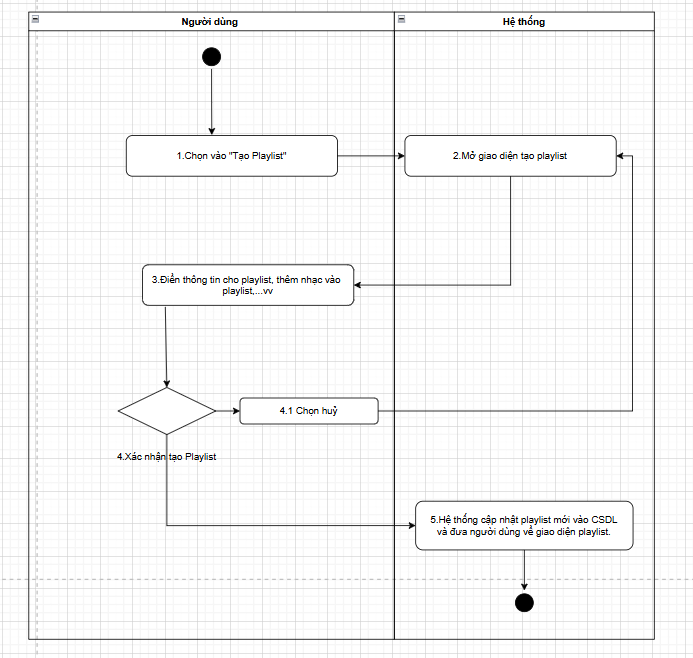 Người dùng
Hệ thống
1.Chọn vào "Tạo Playlist"
2.Mở giao diện tạo playlist
3.Điền thông tin cho playlist, thêm nhạc vào
playlist,...vv
4.1 Chọn huỷ
4.Xác nhận tạo Playlist
5.Hệ thống cập nhật playlist mới vào CSDL
và đưa người dùng về giao diện playlist.